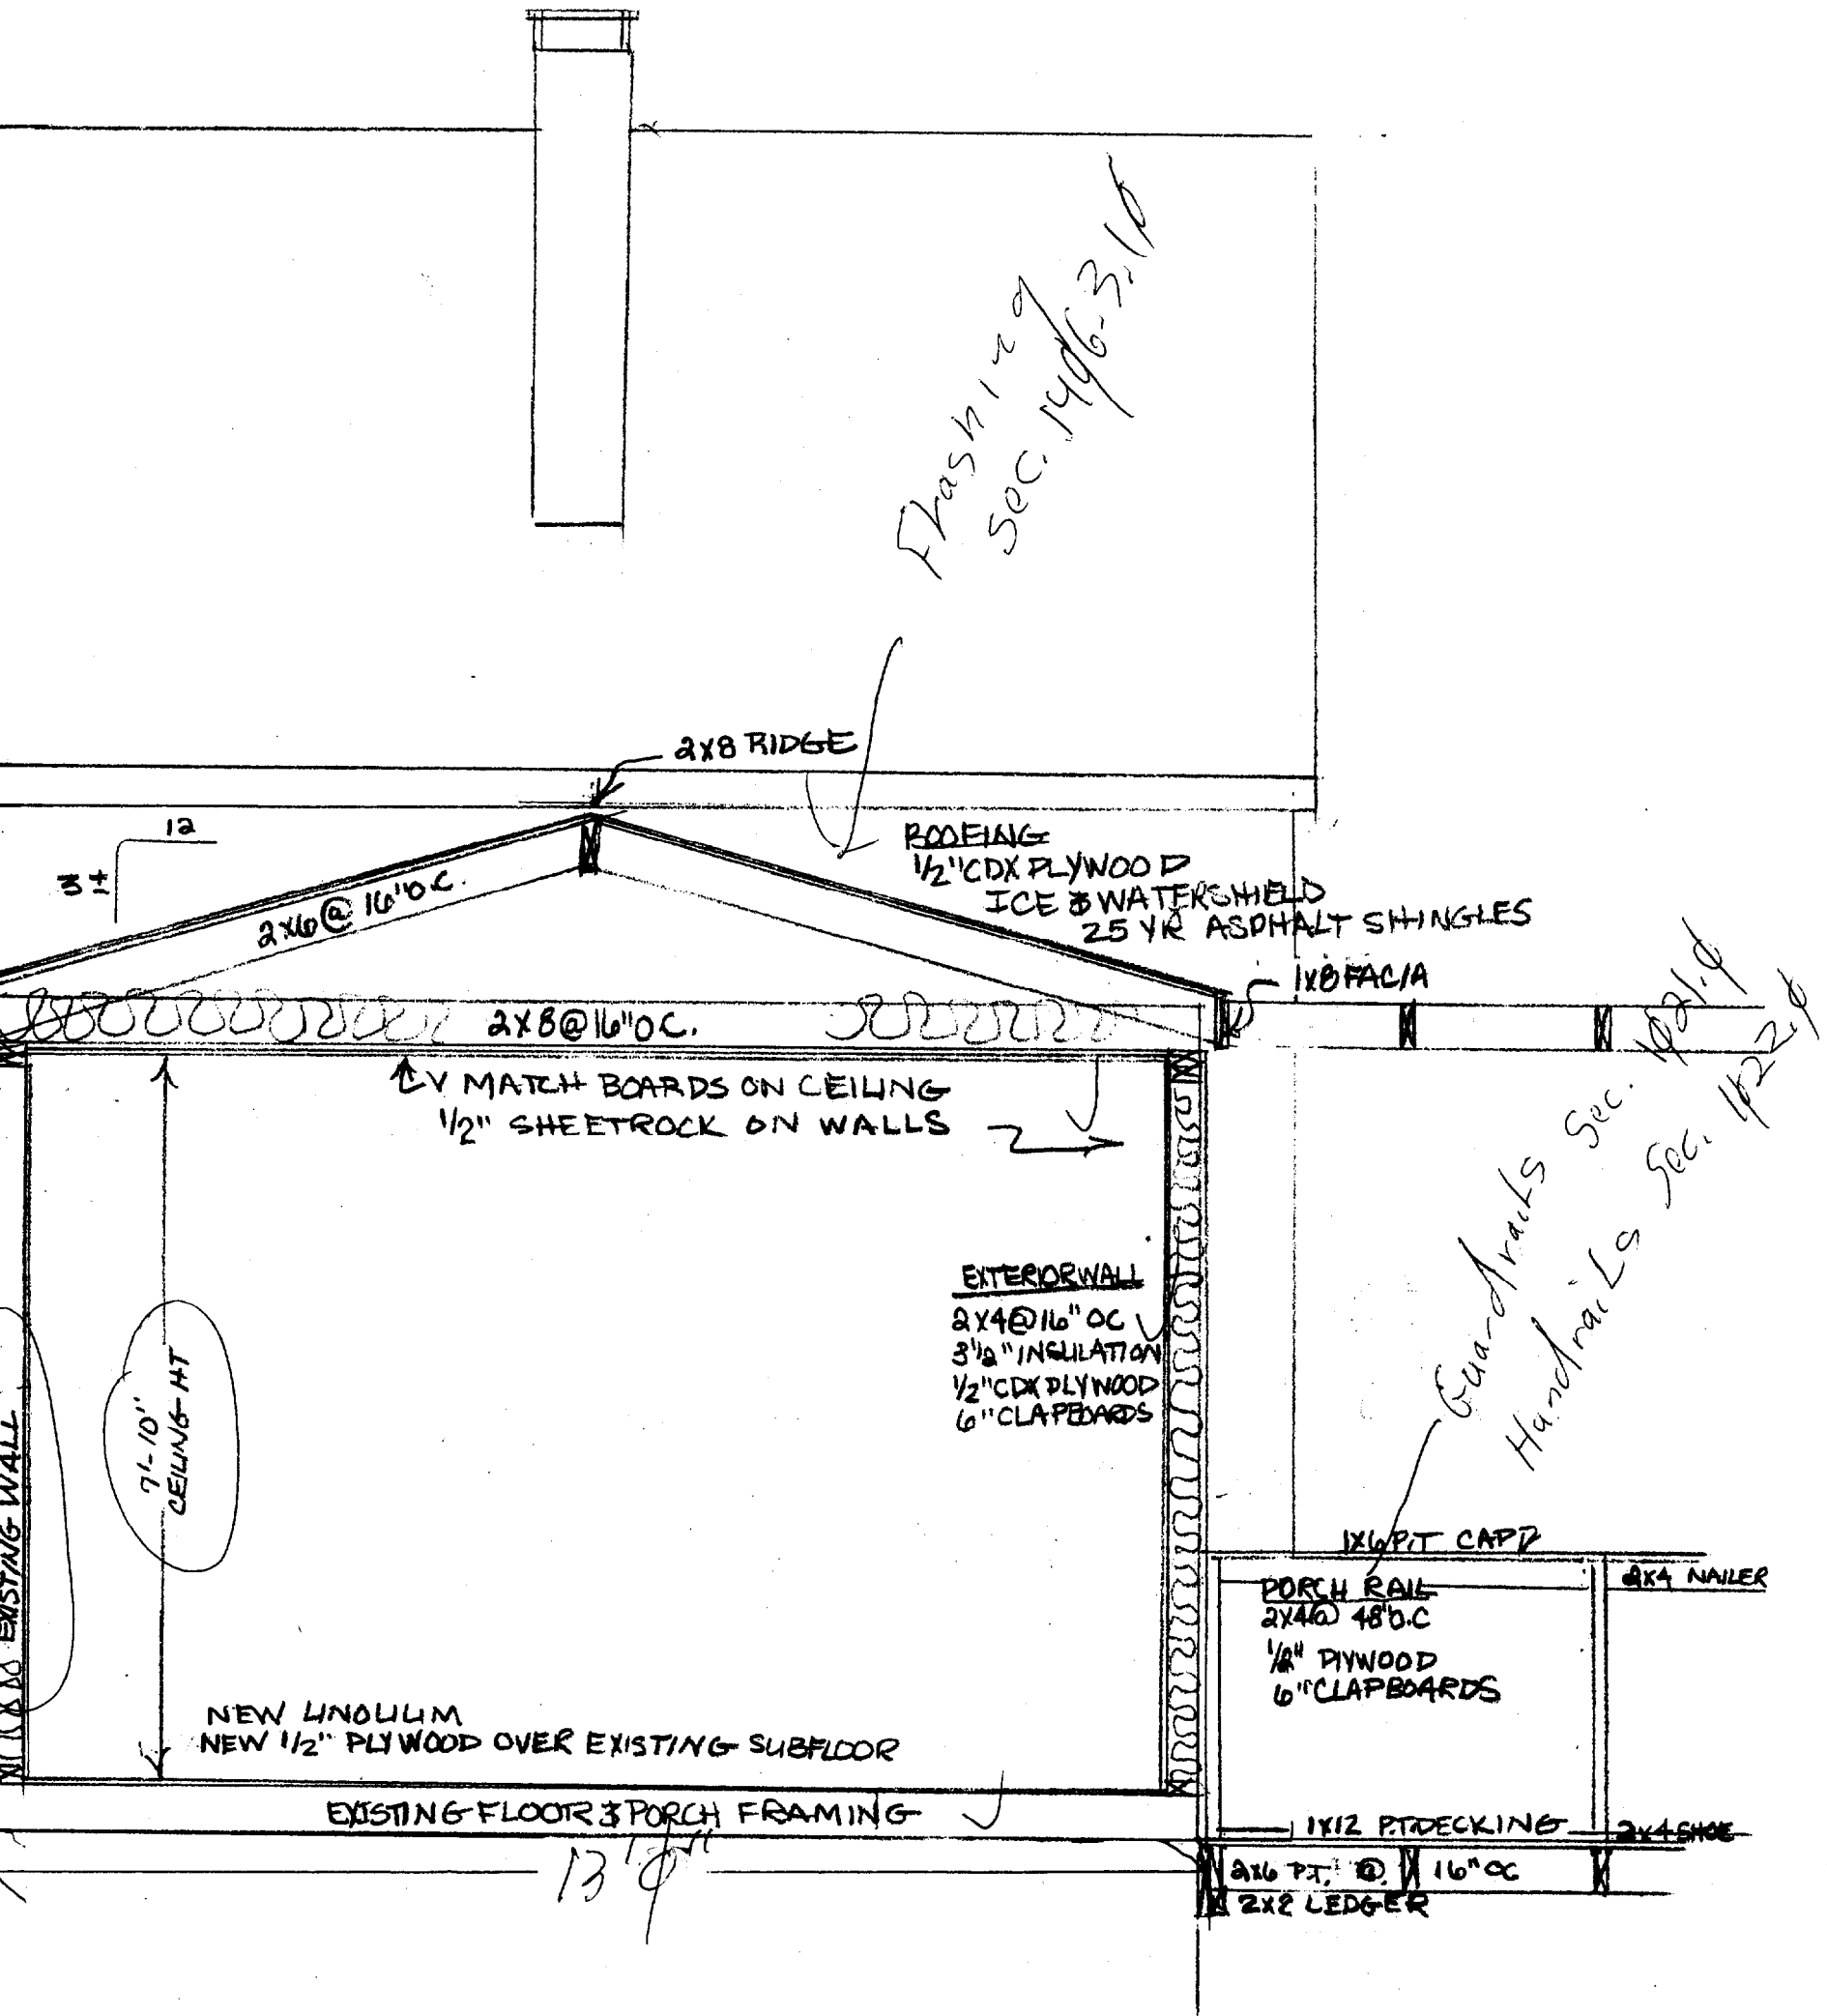 Flashing
Sec. 1406.3.10
2X8 RIDGE
12
3 ±
2X6 @ 16" O.C.
ROOFING
1/2" CDX PLYWOOD
ICE & WATERSHIELD
25 YR ASPHALT SHINGLES
1X8 FACIA
2X8 @ 16" O.C.
V MATCH BOARDS ON CEILING
1/2" SHEETROCK ON WALLS
Guardrails Sec. 1021.0
Handrails Sec. 1022.0
EXTERIOR WALL
2X4 @ 16" OC
3 1/2" INSULATION
1/2" CDX PLYWOOD
6" CLAPBOARDS
7'-10"
CEILING HT
EXISTING WALL
1X6 P.T CAP
2X4 NAILER
PORCH RAIL
2X4 @ 48" O.C
1/2" PLYWOOD
6" CLAPBOARDS
NEW LINOLIUM
NEW 1/2" PLYWOOD OVER EXISTING SUBFLOOR
EXISTING FLOOR & PORCH FRAMING
1X12 P.T DECKING
2X4 SHOE
13'0"
2X6 P.T. @ 16" OC
2X2 LEDGER